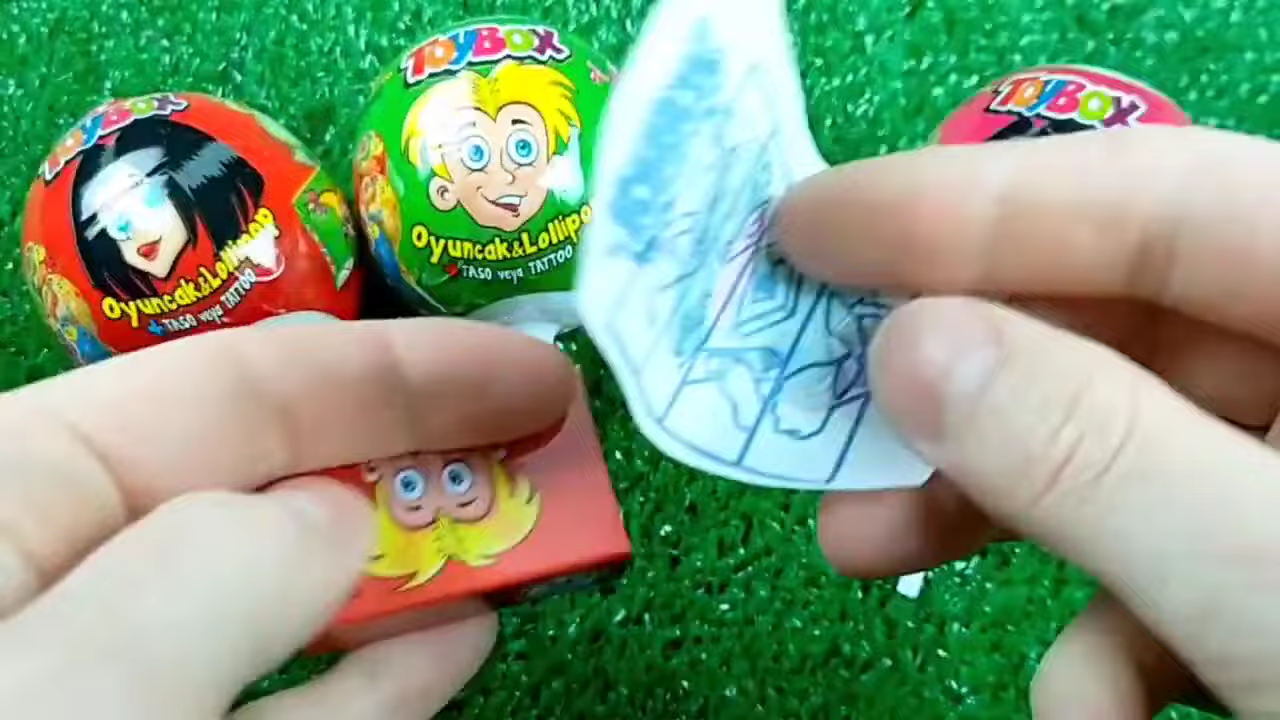 ToyBox
Oyuncak&Lollipop
+ TASO veya TATTOO
ToyBox
Oyuncak&Lollipo
TASO veya TATTOO
ToyBox